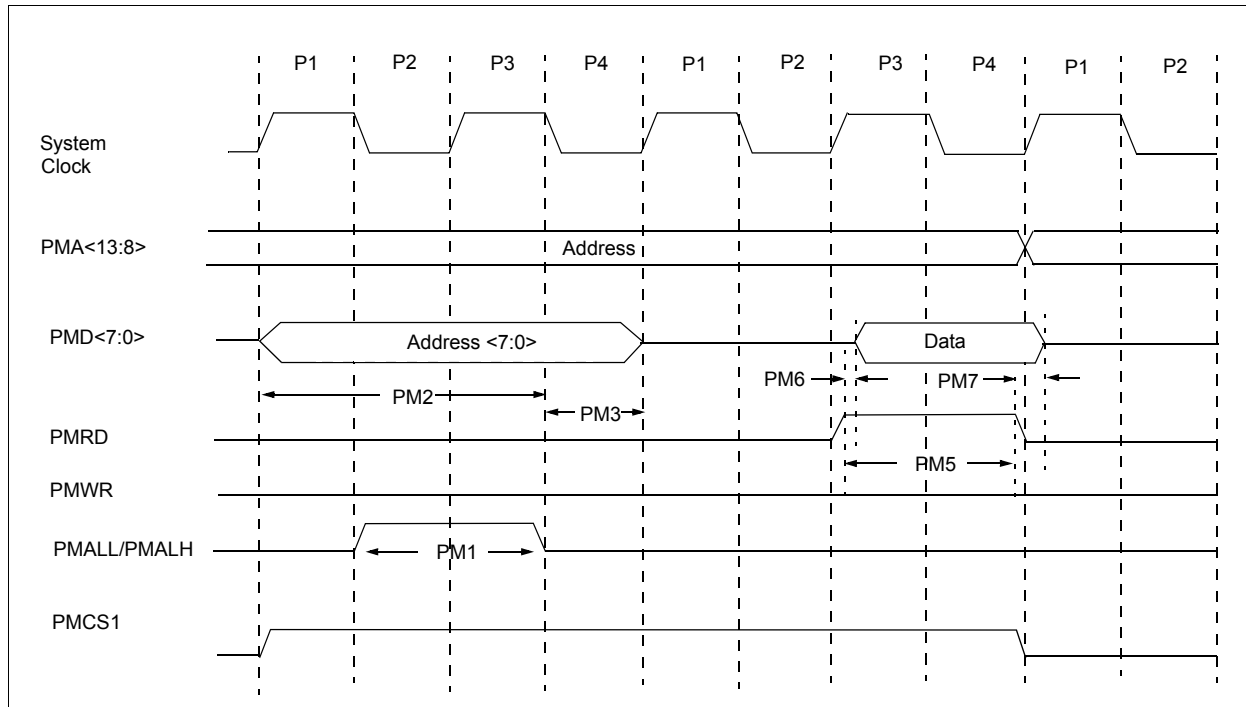 P1 P2 P3 P4 P1 P2 P3 P4 P1 P2
System
Clock
PMA<13:8>
Address
PMD<7:0>
Address <7:0>
Data
PM6
PM7
PM2
PM3
PMRD
PM5
PMWR
PMALL/PMALH
PM1
PMCS1